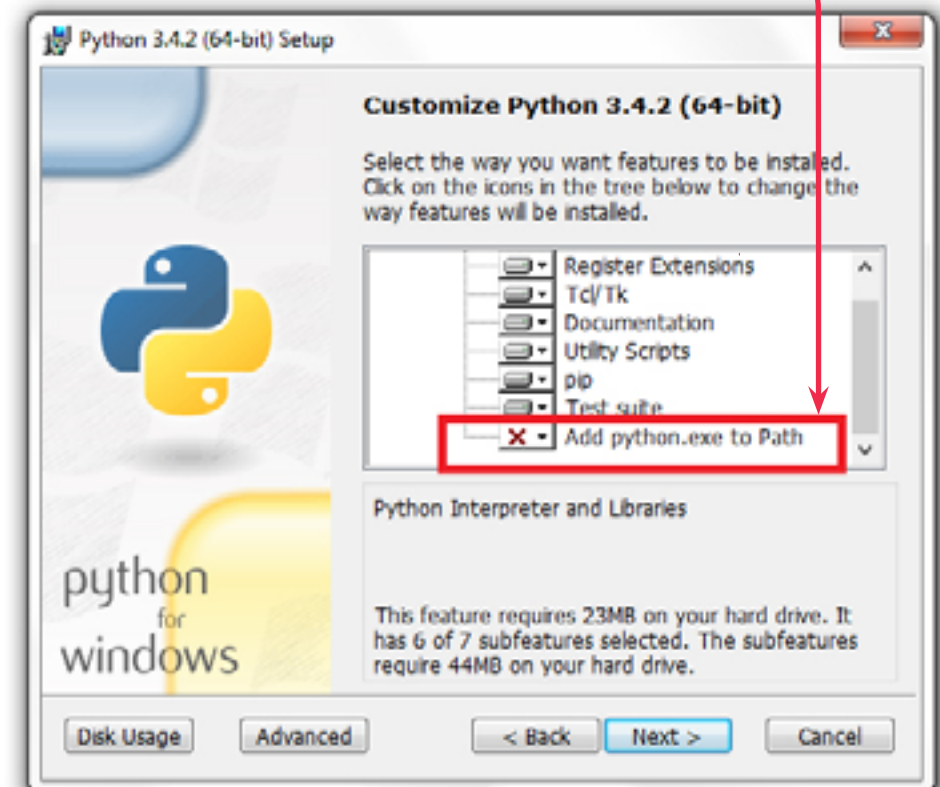 Python 3.4.2 (64-bit) Setup
Customize Python 3.4.2 (64-bit)
Select the way you want features to be installed.
Click on the icons in the tree below to change the
way features will be installed.
Register Extensions
Tcl/Tk
Documentation
Utility Scripts
pip
Test suite
Add python.exe to Path
Python Interpreter and Libraries
This feature requires 23MB on your hard drive. It
has 6 of 7 subfeatures selected. The subfeatures
require 44MB on your hard drive.
python
for
windows
Disk Usage
Advanced
< Back
Next >
Cancel